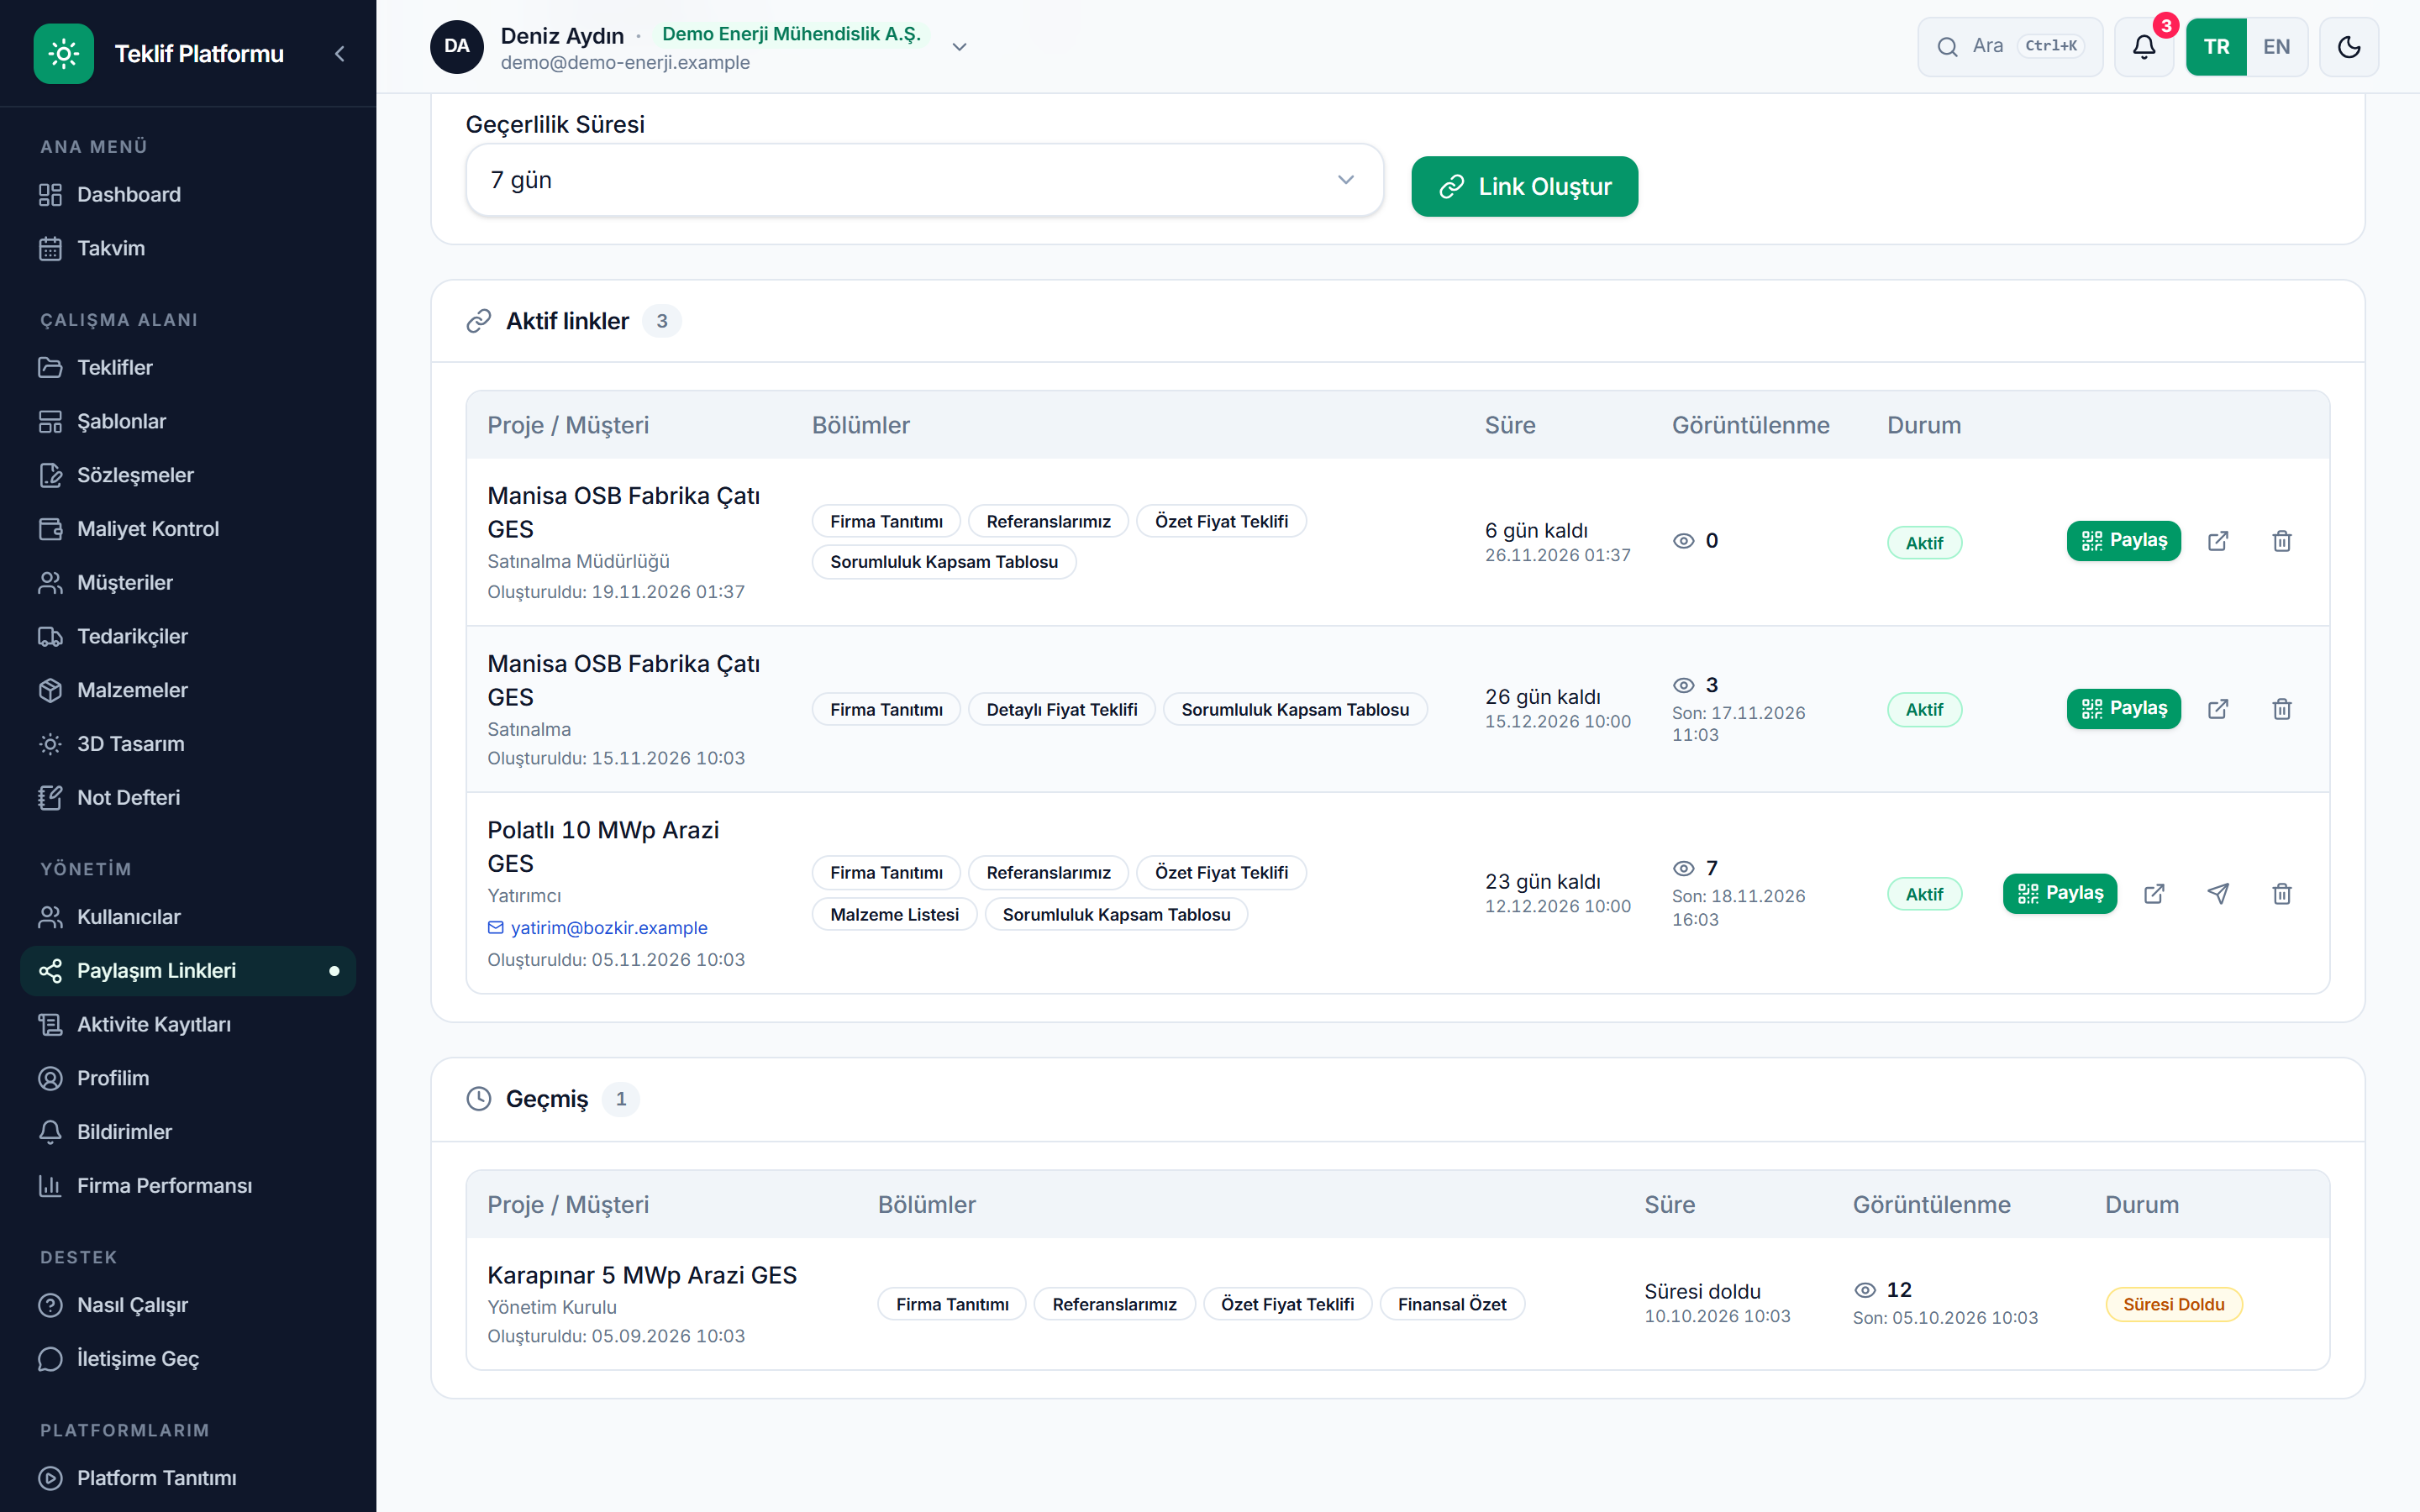 Teklif Platformu
ANA MENÜ
Dashboard
Takvim
ÇALIŞMA ALANI
Teklifler
Şablonlar
Sözleşmeler
Maliyet Kontrol
Müşteriler
Tedarikçiler
Malzemeler
3D Tasarım
Not Defteri
YÖNETİM
Kullanıcılar
Paylaşım Linkleri
Aktivite Kayıtları
Profilim
Bildirimler
Firma Performansı
DESTEK
Nasıl Çalışır
İletişime Geç
PLATFORMLARIM
Platform Tanıtımı
DA
Deniz Aydın · Demo Enerji Mühendislik A.Ş.
demo@demo-enerji.example
Ara Ctrl+K
3
TR EN
Geçerlilik Süresi
7 gün
Link Oluştur
Aktif linkler 3
Proje / Müşteri Bölümler Süre Görüntülenme Durum
Manisa OSB Fabrika Çatı
GES
Satınalma Müdürlüğü
Oluşturuldu: 19.11.2026 01:37
Firma Tanıtımı Referanslarımız Özet Fiyat Teklifi
Sorumluluk Kapsam Tablosu
6 gün kaldı
26.11.2026 01:37
0
Aktif
Paylaş
Manisa OSB Fabrika Çatı
GES
Satınalma
Oluşturuldu: 15.11.2026 10:03
Firma Tanıtımı Detaylı Fiyat Teklifi Sorumluluk Kapsam Tablosu
26 gün kaldı
15.12.2026 10:00
3
Son: 17.11.2026
11:03
Aktif
Paylaş
Polatlı 10 MWp Arazi
GES
Yatırımcı
yatirim@bozkir.example
Oluşturuldu: 05.11.2026 10:03
Firma Tanıtımı Referanslarımız Özet Fiyat Teklifi
Malzeme Listesi Sorumluluk Kapsam Tablosu
23 gün kaldı
12.12.2026 10:00
7
Son: 18.11.2026
16:03
Aktif
Paylaş
Geçmiş 1
Proje / Müşteri Bölümler Süre Görüntülenme Durum
Karapınar 5 MWp Arazi GES
Yönetim Kurulu
Oluşturuldu: 05.09.2026 10:03
Firma Tanıtımı Referanslarımız Özet Fiyat Teklifi Finansal Özet
Süresi doldu
10.10.2026 10:03
12
Son: 05.10.2026 10:03
Süresi Doldu